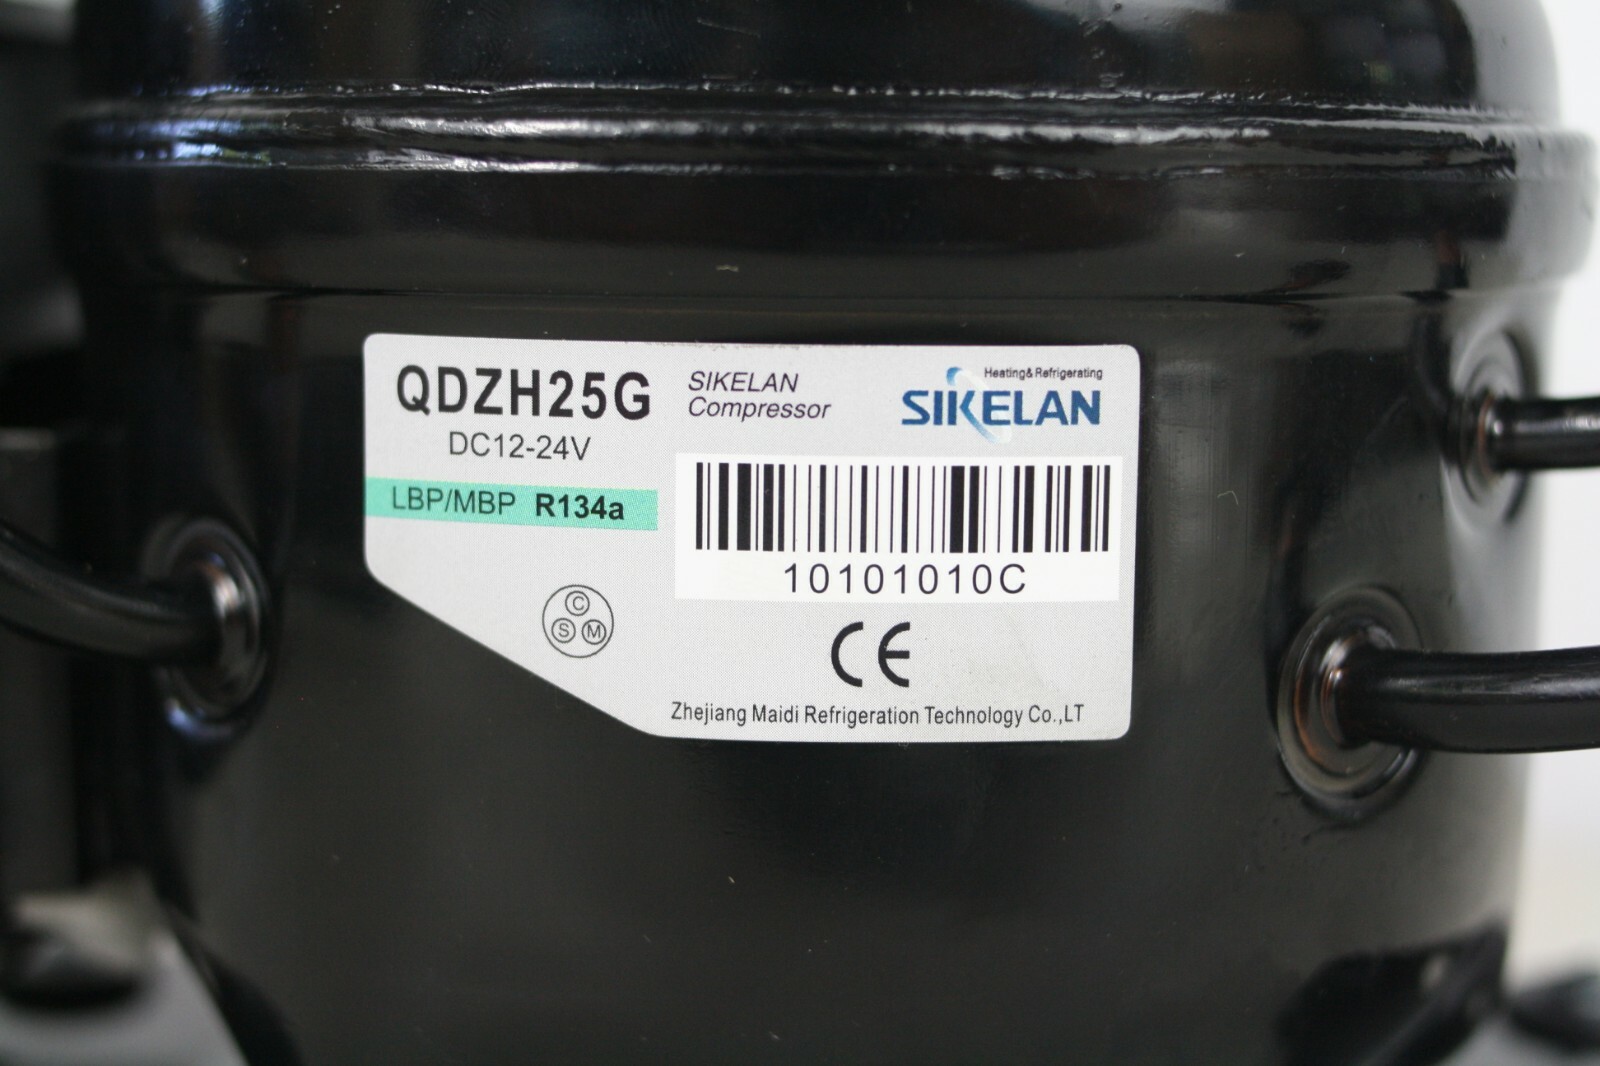 QDZH25G
DC12-24V
LBP/MBP R134a
SIKELAN
Compressor
Heating&Refrigerating
SIKELAN
10101010C
C
S M
CE
Zhejiang Maidi Refrigeration Technology Co.,LT